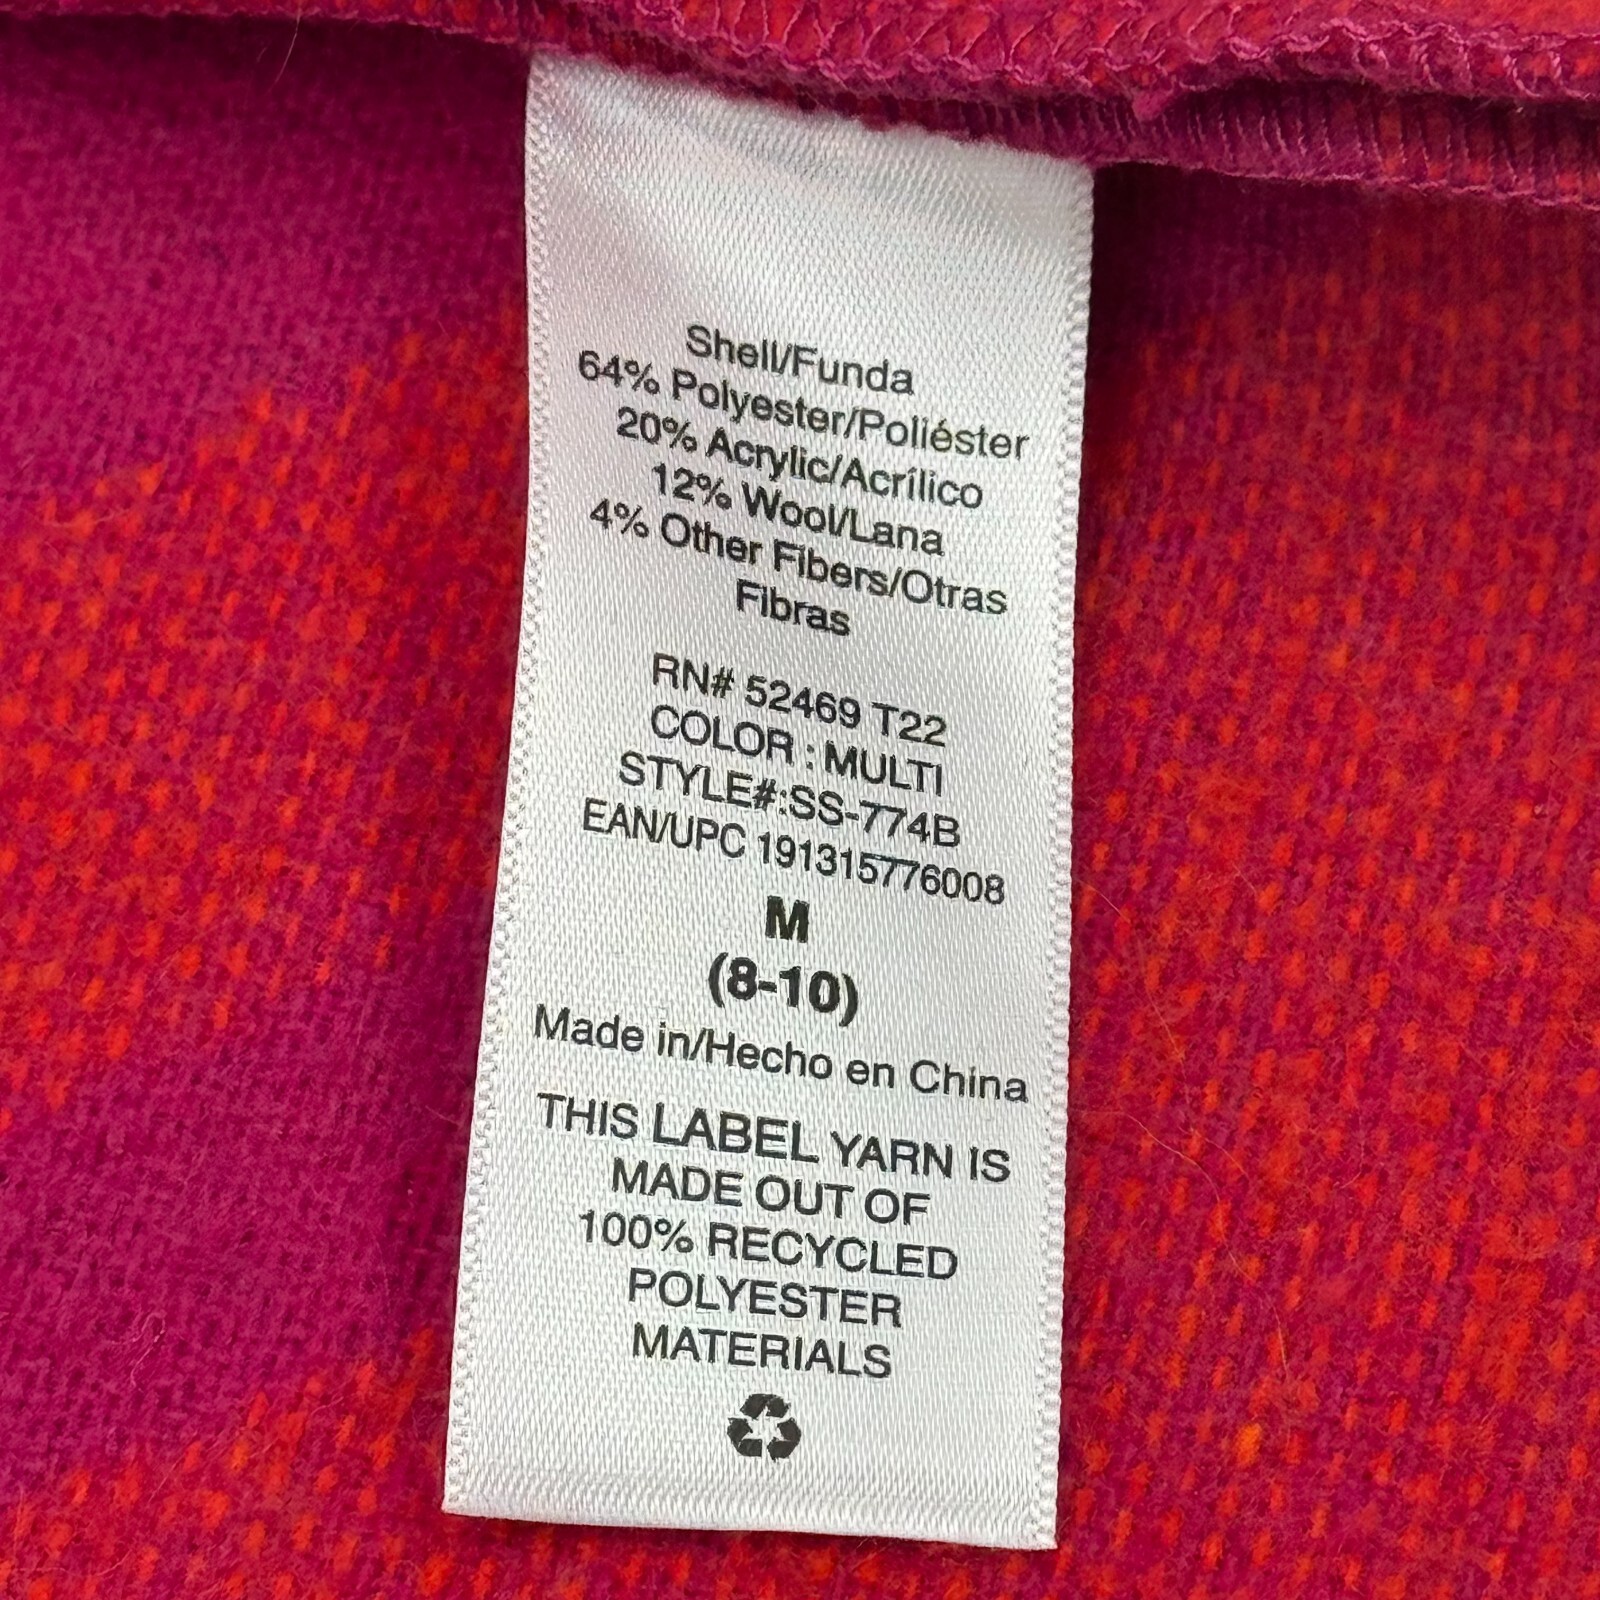 Shell/Funda
64% Polyester/Poliéster
20% Acrylic/Acrílico
12% Wool/Lana
4% Other Fibers/Otras
Fibras
RN# 52469 T22
COLOR : MULTI
STYLE#:SS-774B
EAN/UPC 191315776008
M
(8-10)
Made in/Hecho en China
THIS LABEL YARN IS
MADE OUT OF
100% RECYCLED
POLYESTER
MATERIALS